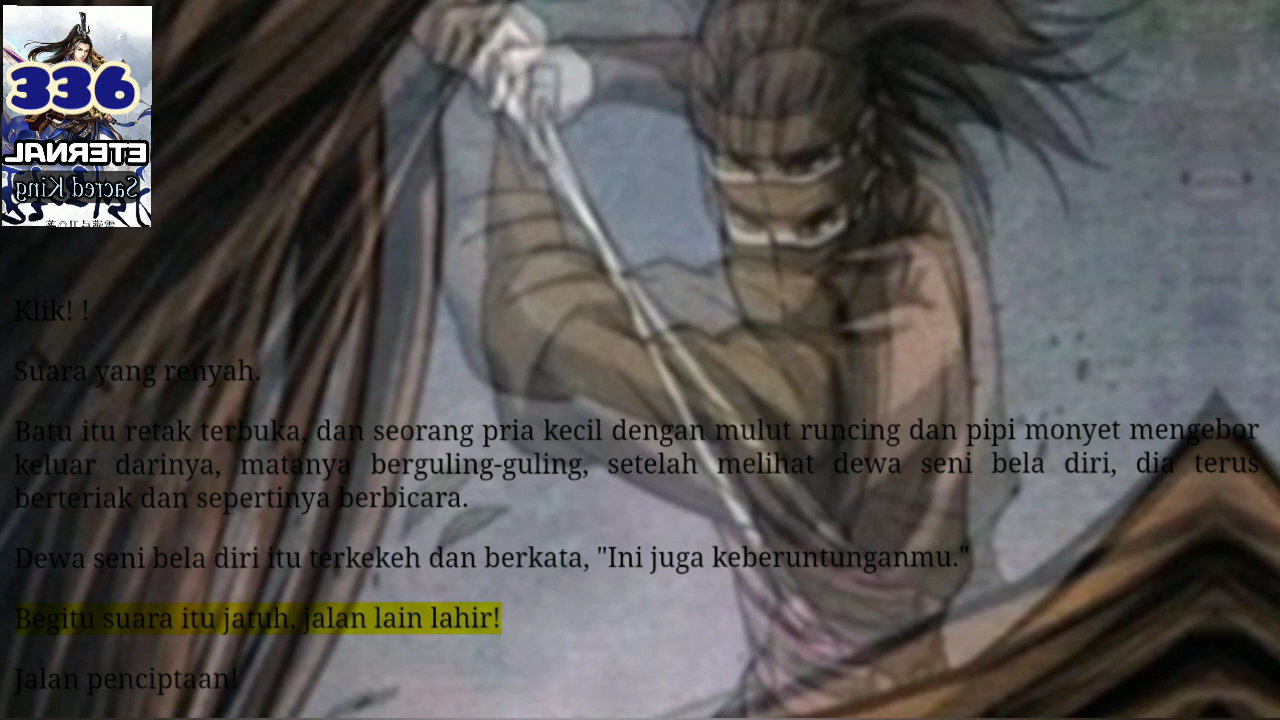 336
ETERNAL
Sacred King
Klik! !
Suara yang renyah.
Batu itu retak terbuka, dan seorang pria kecil dengan mulut runcing dan pipi monyet mengebor
keluar darinya, matanya berguling-guling, setelah melihat dewa seni bela diri, dia terus
berteriak dan sepertinya berbicara.
Dewa seni bela diri itu terkekeh dan berkata, "Ini juga keberuntunganmu."
Begitu suara itu jatuh, jalan lain lahir!
Jalan penciptaan!